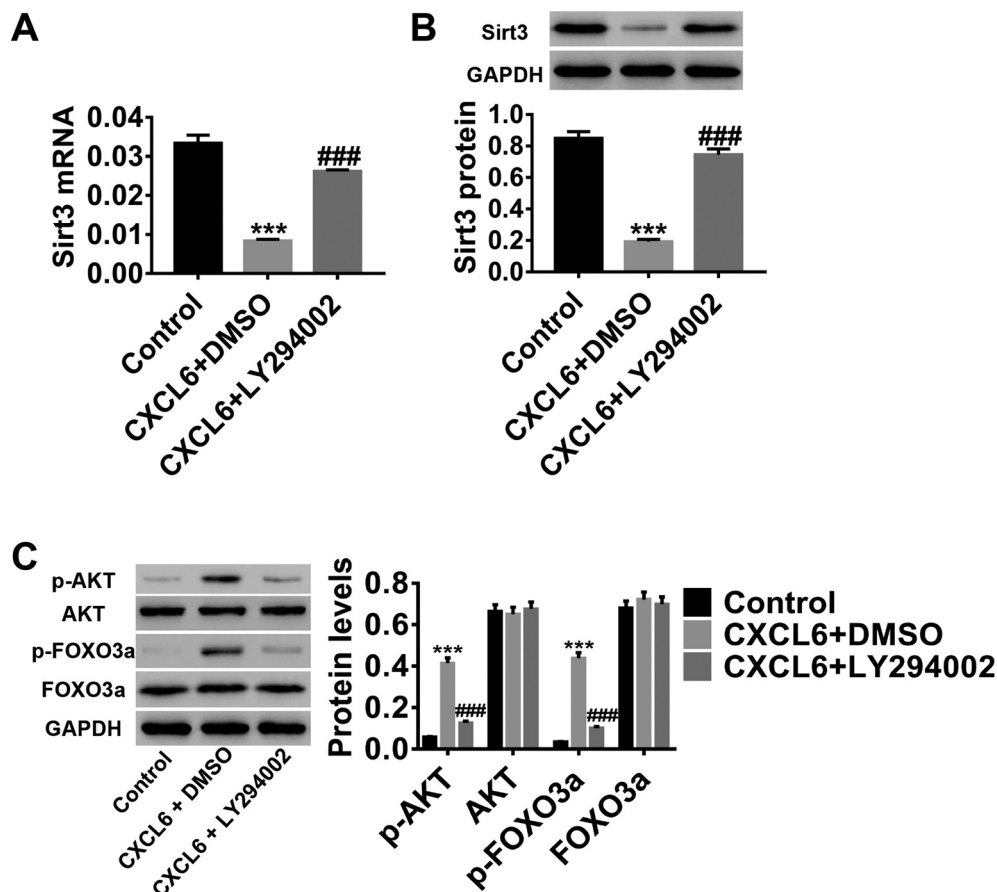 A
Sirt3 mRNA
0.04
0.03
0.02
0.01
0.00
***
###
Control
CXCL6+DMSO
CXCL6+LY294002
B
Sirt3
GAPDH
Sirt3 protein
1.0
0.8
0.6
0.4
0.2
0.0
***
###
Control
CXCL6+DMSO
CXCL6+LY294002
C
p-AKT
AKT
p-FOXO3a
FOXO3a
GAPDH
Control
CXCL6 + DMSO
CXCL6 + LY294002
Protein levels
0.8
0.6
0.4
0.2
0.0
***
###
***
###
p-AKT
AKT
p-FOXO3a
FOXO3a
Control
CXCL6+DMSO
CXCL6+LY294002